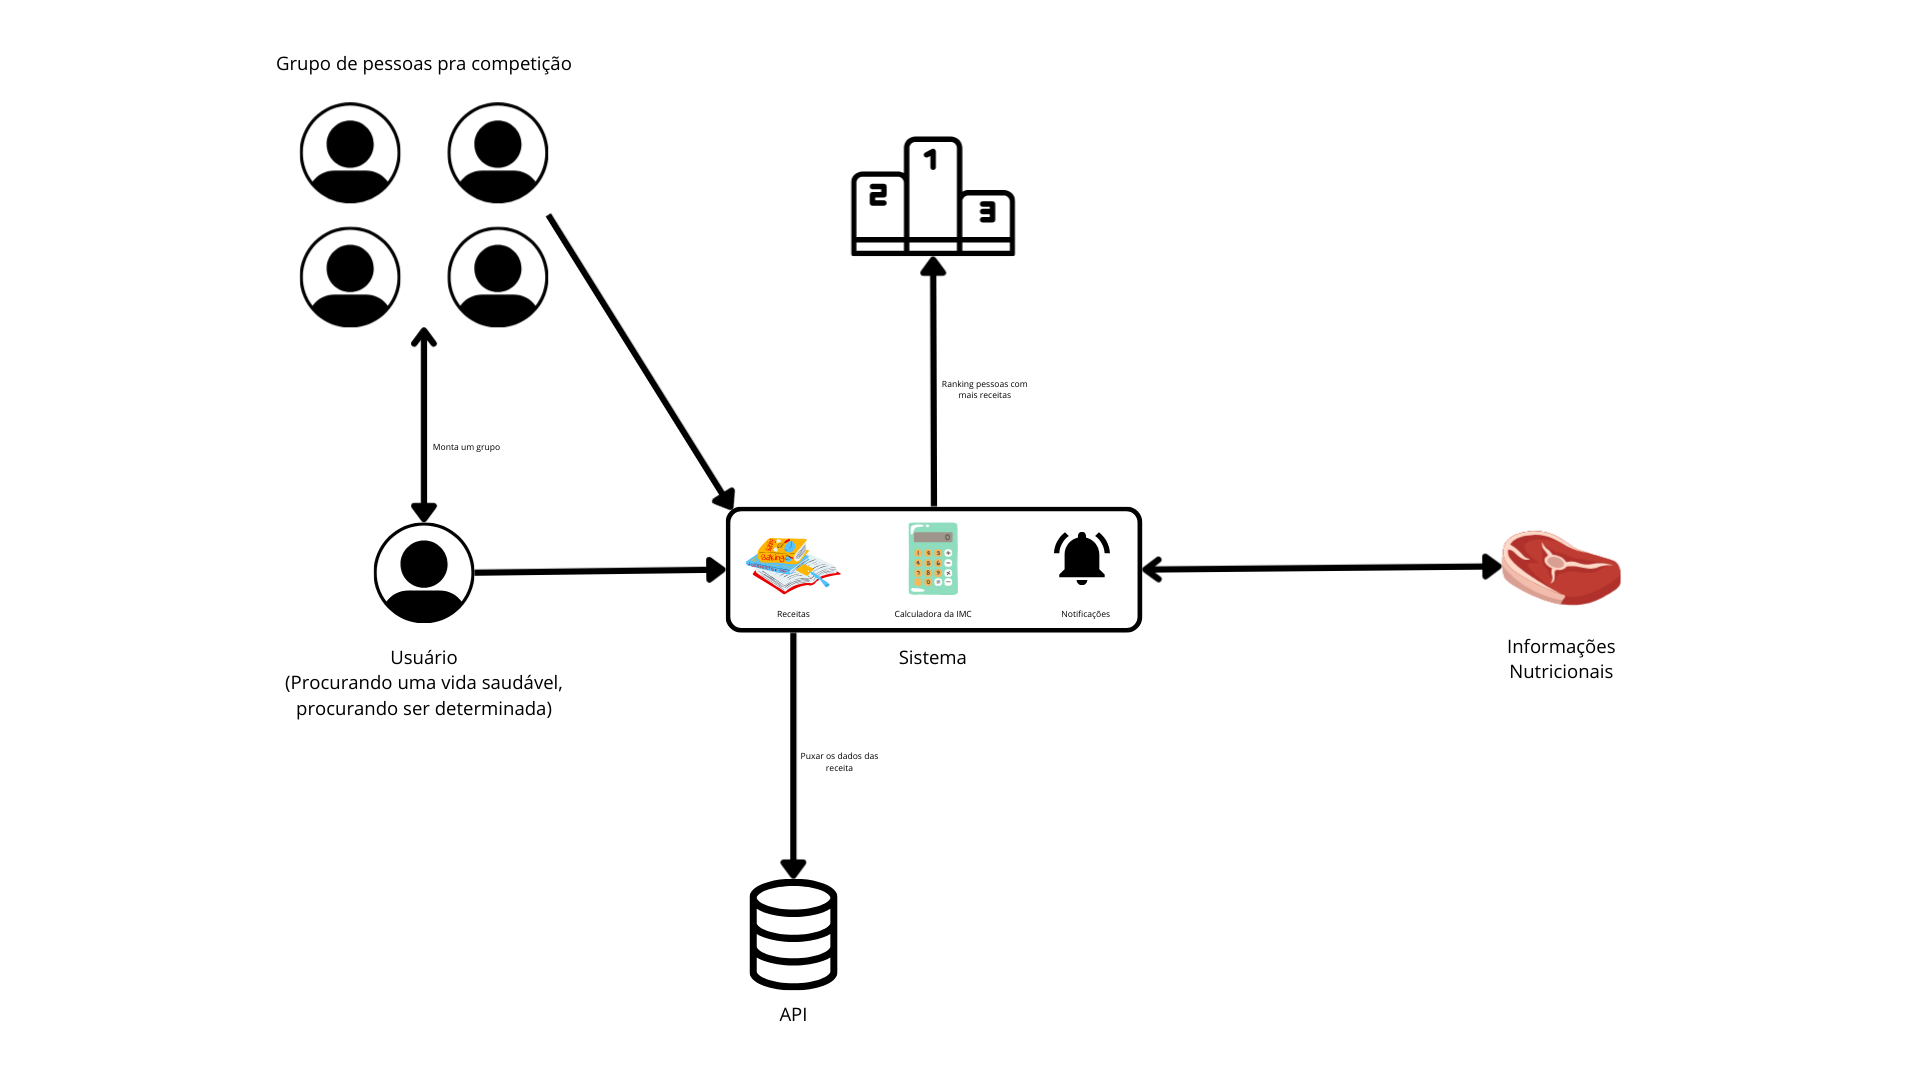 Grupo de pessoas pra competição
1
2
3
Ranking pessoas com
mais receitas
Monta um grupo
Baking
Receitas
Calculadora da IMC
Notificações
Usuário
(Procurando uma vida saudável,
procurando ser determinada)
Sistema
Informações
Nutricionais
Puxar os dados das
receita
API